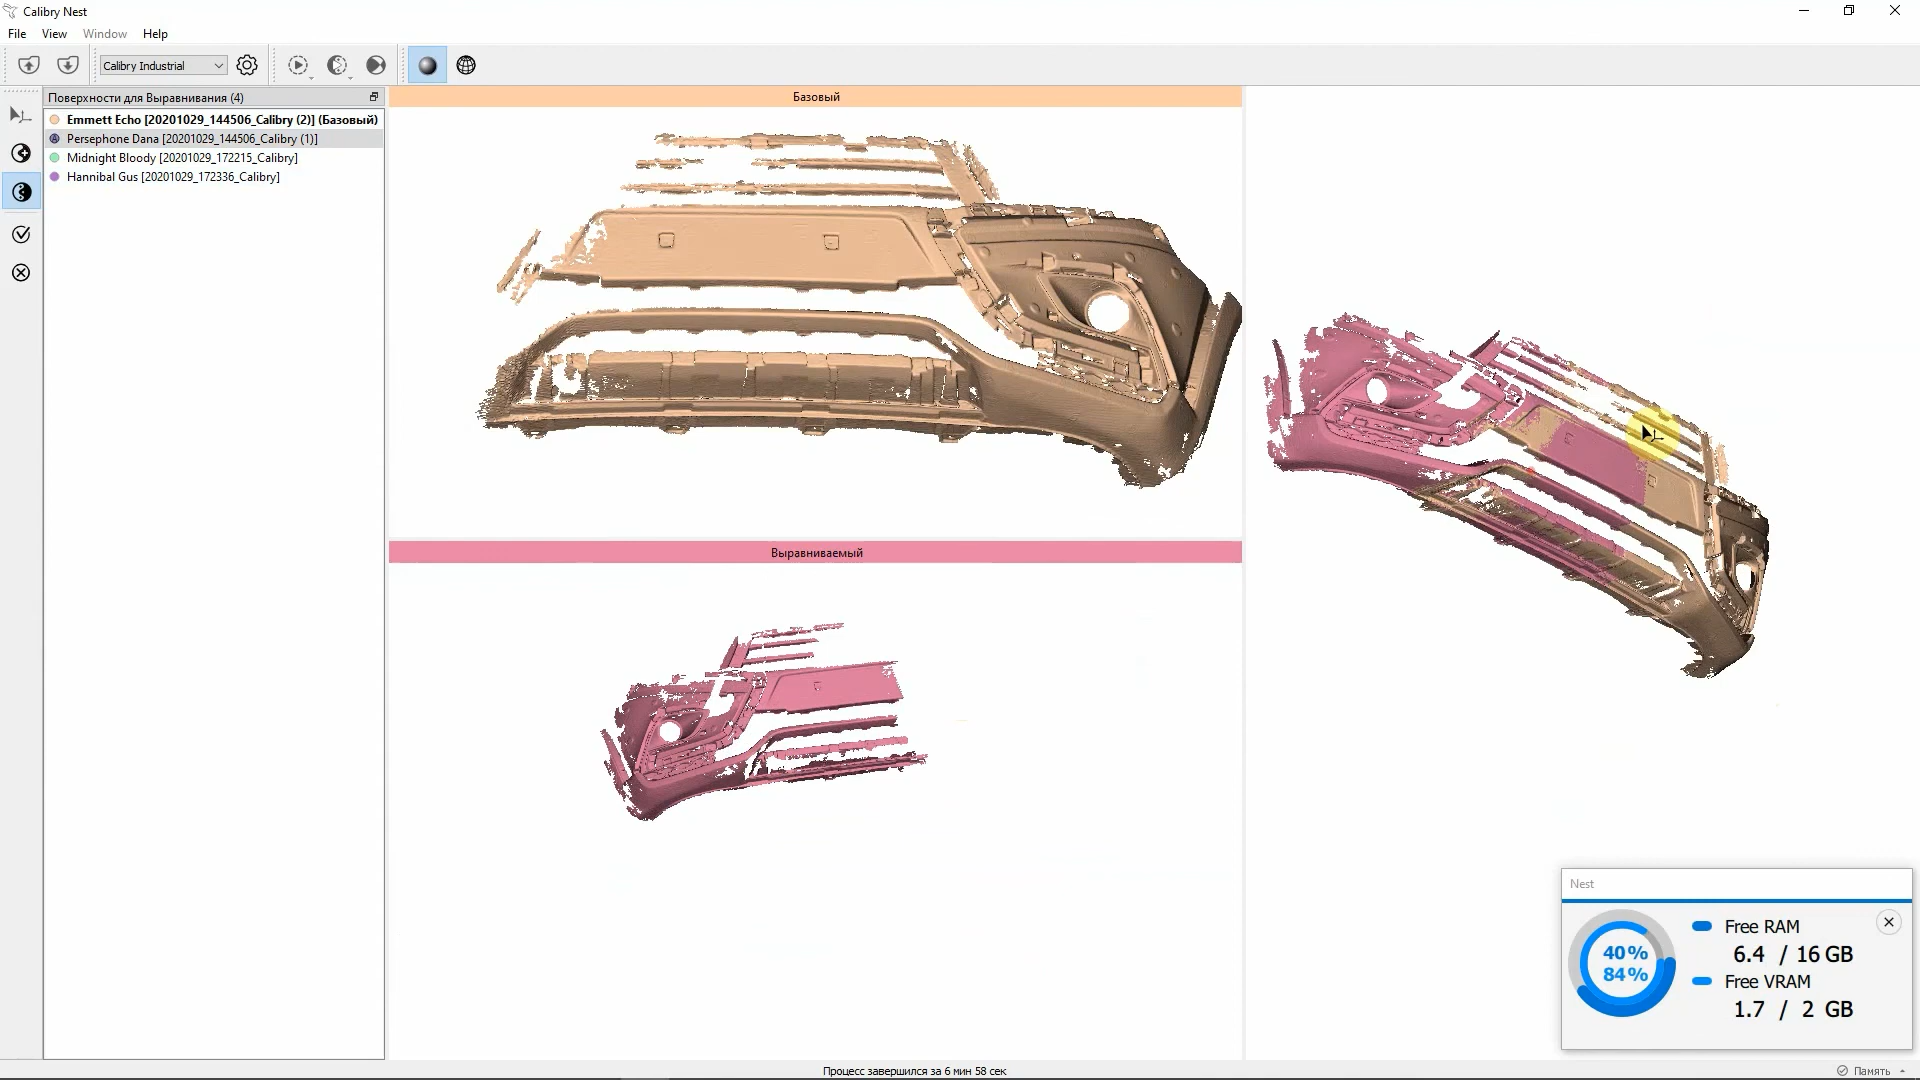 Calibry Nest
File View Window Help
Calibry Industrial
Поверхности для Выравнивания (4)
Emmett Echo [20201029_144506_Calibry (2)] (Базовый)
Persephone Dana [20201029_144506_Calibry (1)]
Midnight Bloody [20201029_172215_Calibry]
Hannibal Gus [20201029_172336_Calibry]
Базовый
Выравниваемый
Nest
40%
84%
Free RAM
6.4 / 16 GB
Free VRAM
1.7 / 2 GB
Процесс завершился за 6 мин 58 сек
Память